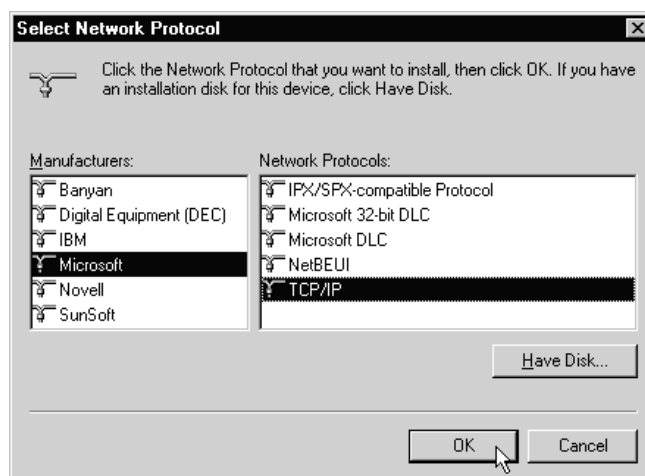 Select Network Protocol
Click the Network Protocol that you want to install, then click OK. If you have
an installation disk for this device, click Have Disk.
Manufacturers:
Banyan
Digital Equipment (DEC)
IBM
Microsoft
Novell
SunSoft
Network Protocols:
IPX/SPX-compatible Protocol
Microsoft 32-bit DLC
Microsoft DLC
NetBEUI
TCP/IP
Have Disk...
OK
Cancel